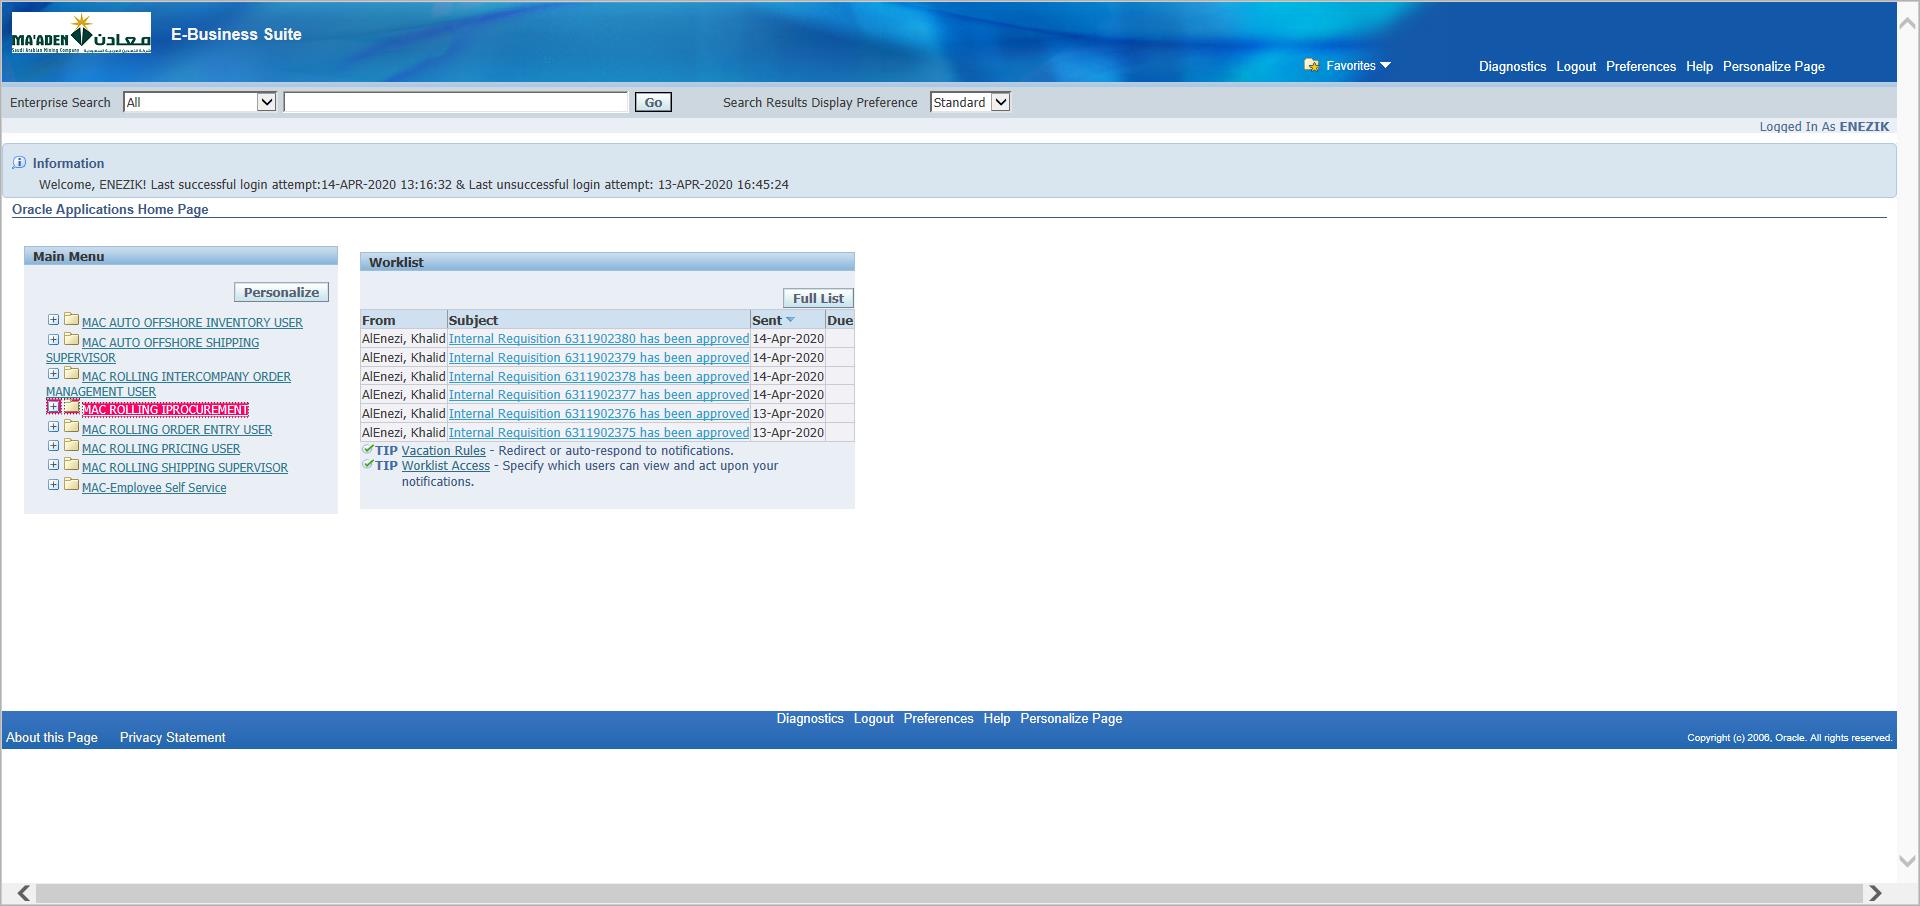 MA'ADEN معادن
Saudi Arabian Mining Company
E-Business Suite
Favorites
Diagnostics Logout Preferences Help Personalize Page
Enterprise Search All Go Search Results Display Preference Standard
Logged In As ENEZIK
Information
Welcome, ENEZIK! Last successful login attempt:14-APR-2020 13:16:32 & Last unsuccessful login attempt: 13-APR-2020 16:45:24
Oracle Applications Home Page
Main Menu
Personalize
MAC AUTO OFFSHORE INVENTORY USER
MAC AUTO OFFSHORE SHIPPING
SUPERVISOR
MAC ROLLING INTERCOMPANY ORDER
MANAGEMENT USER
MAC ROLLING IPROCUREMENT
MAC ROLLING ORDER ENTRY USER
MAC ROLLING PRICING USER
MAC ROLLING SHIPPING SUPERVISOR
MAC-Employee Self Service
Worklist
Full List
From Subject Sent Due
AlEnezi, Khalid Internal Requisition 6311902380 has been approved 14-Apr-2020
AlEnezi, Khalid Internal Requisition 6311902379 has been approved 14-Apr-2020
AlEnezi, Khalid Internal Requisition 6311902378 has been approved 14-Apr-2020
AlEnezi, Khalid Internal Requisition 6311902377 has been approved 14-Apr-2020
AlEnezi, Khalid Internal Requisition 6311902376 has been approved 13-Apr-2020
AlEnezi, Khalid Internal Requisition 6311902375 has been approved 13-Apr-2020
TIP Vacation Rules - Redirect or auto-respond to notifications.
TIP Worklist Access - Specify which users can view and act upon your
notifications.
Diagnostics Logout Preferences Help Personalize Page
About this Page Privacy Statement
Copyright (c) 2006, Oracle. All rights reserved.